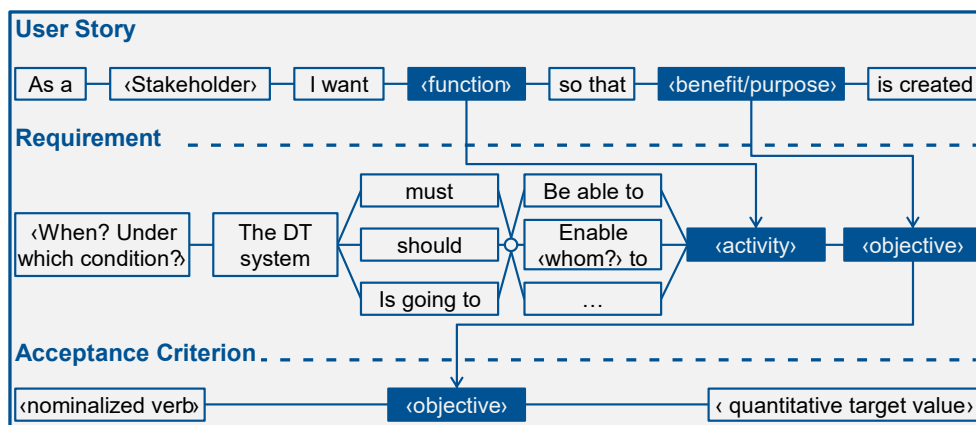 User Story
As a ‹Stakeholder› I want ‹function› so that ‹benefit/purpose› is created
Requirement
must Be able to
‹When? Under
which condition?›
The DT
system
should
Enable
‹whom?› to
‹activity› ‹objective›
Is going to …
Acceptance Criterion
‹nominalized verb› ‹objective› ‹ quantitative target value›